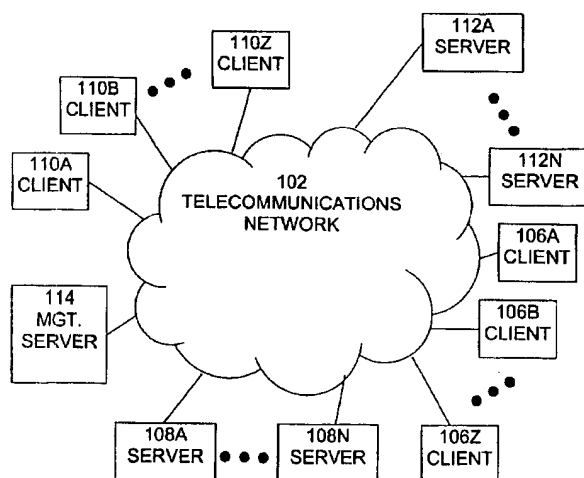 110Z
CLIENT
112A
SERVER
110B
CLIENT
110A
CLIENT
112N
SERVER
102
TELECOMMUNICATIONS
NETWORK
106A
CLIENT
114
MGT.
SERVER
106B
CLIENT
108A
SERVER
108N
SERVER
106Z
CLIENT